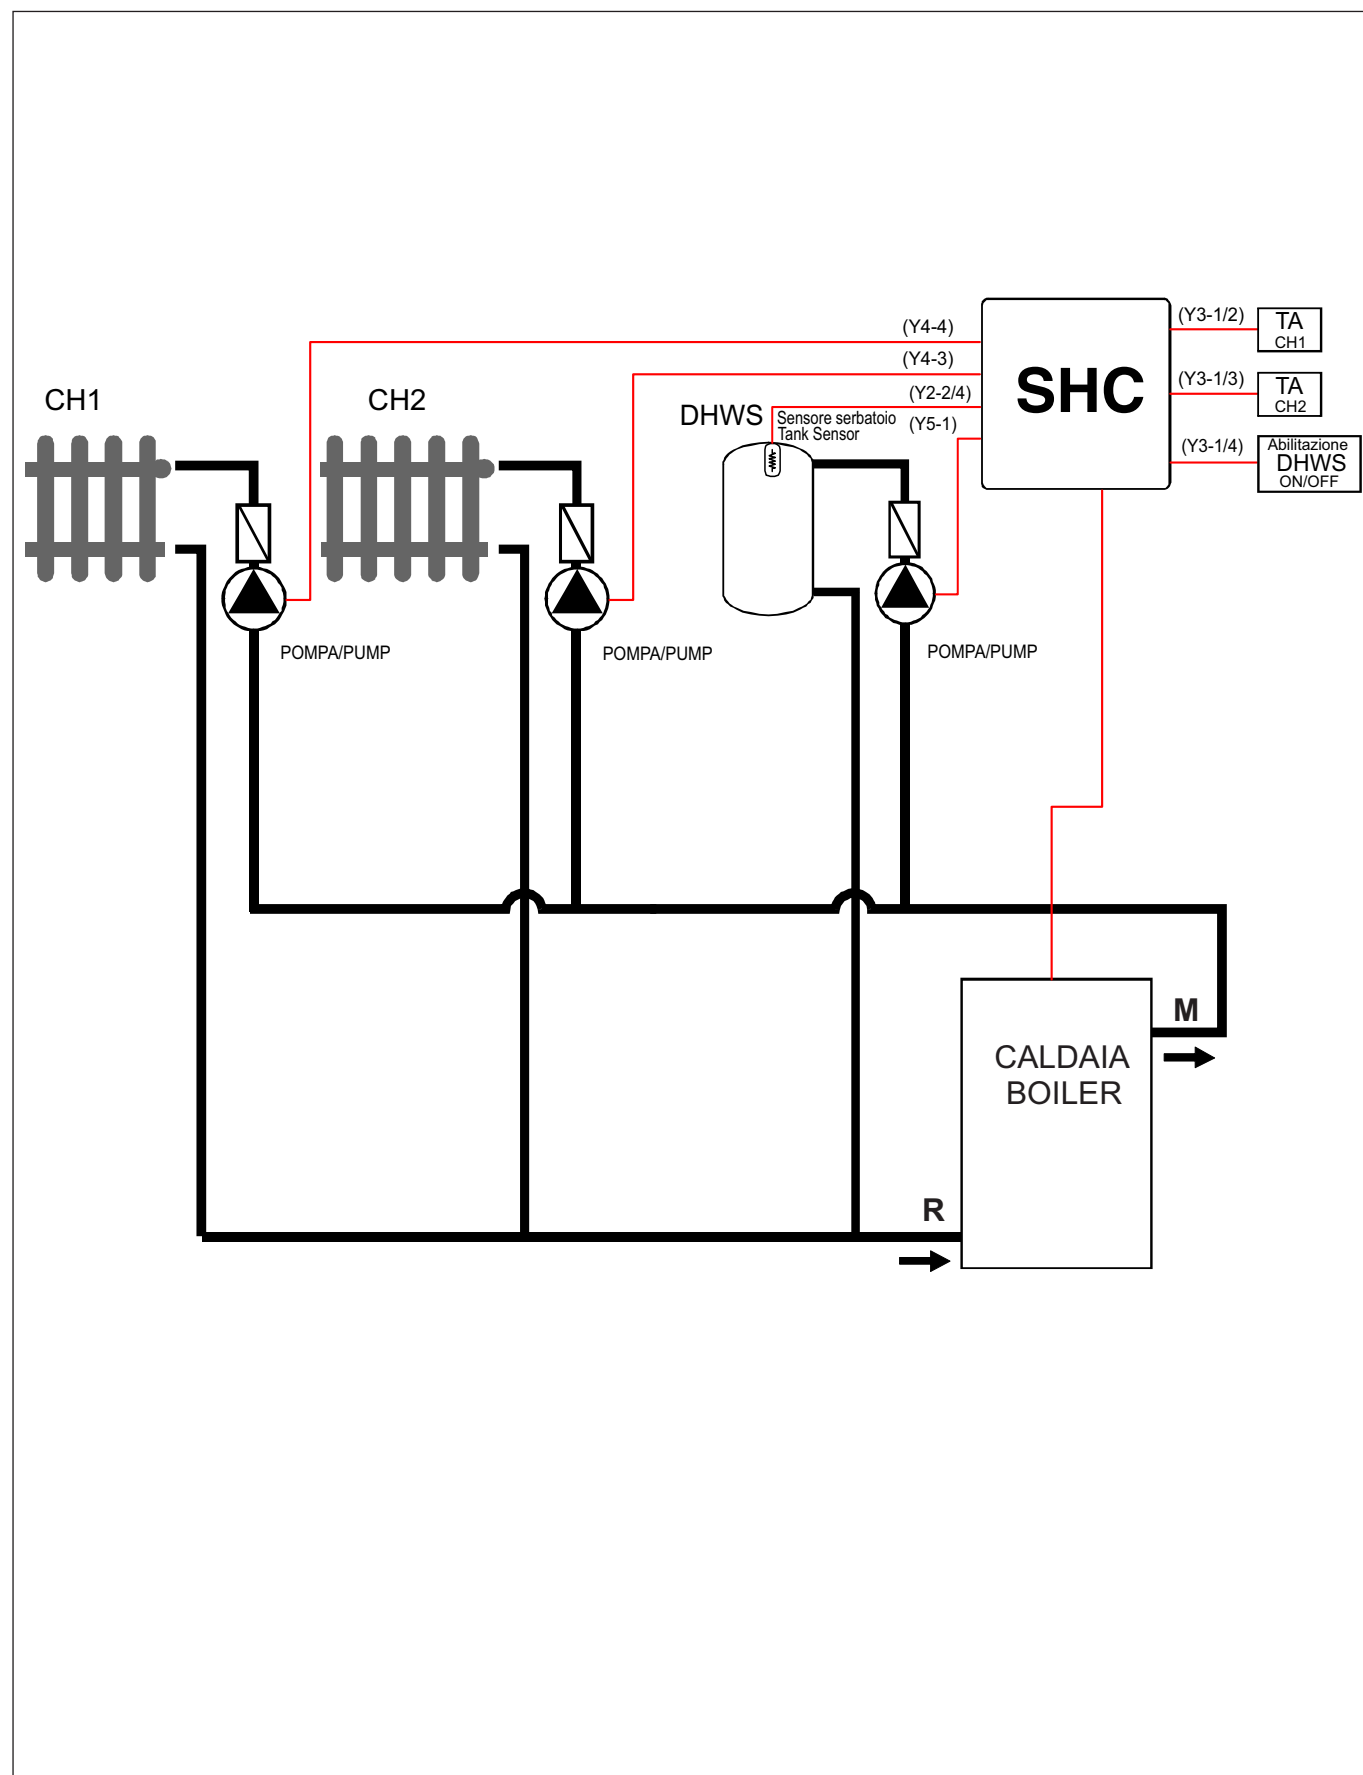 (Y3-1/2)
TA
CH1
(Y4-4)
(Y4-3)
SHC
(Y3-1/3)
TA
CH2
CH1
CH2
DHWS
(Y2-2/4)
Sensore serbatoio
Tank Sensor
(Y5-1)
(Y3-1/4)
Abilitazione
DHWS
ON/OFF
POMPA/PUMP
POMPA/PUMP
POMPA/PUMP
M
CALDAIA
BOILER
R